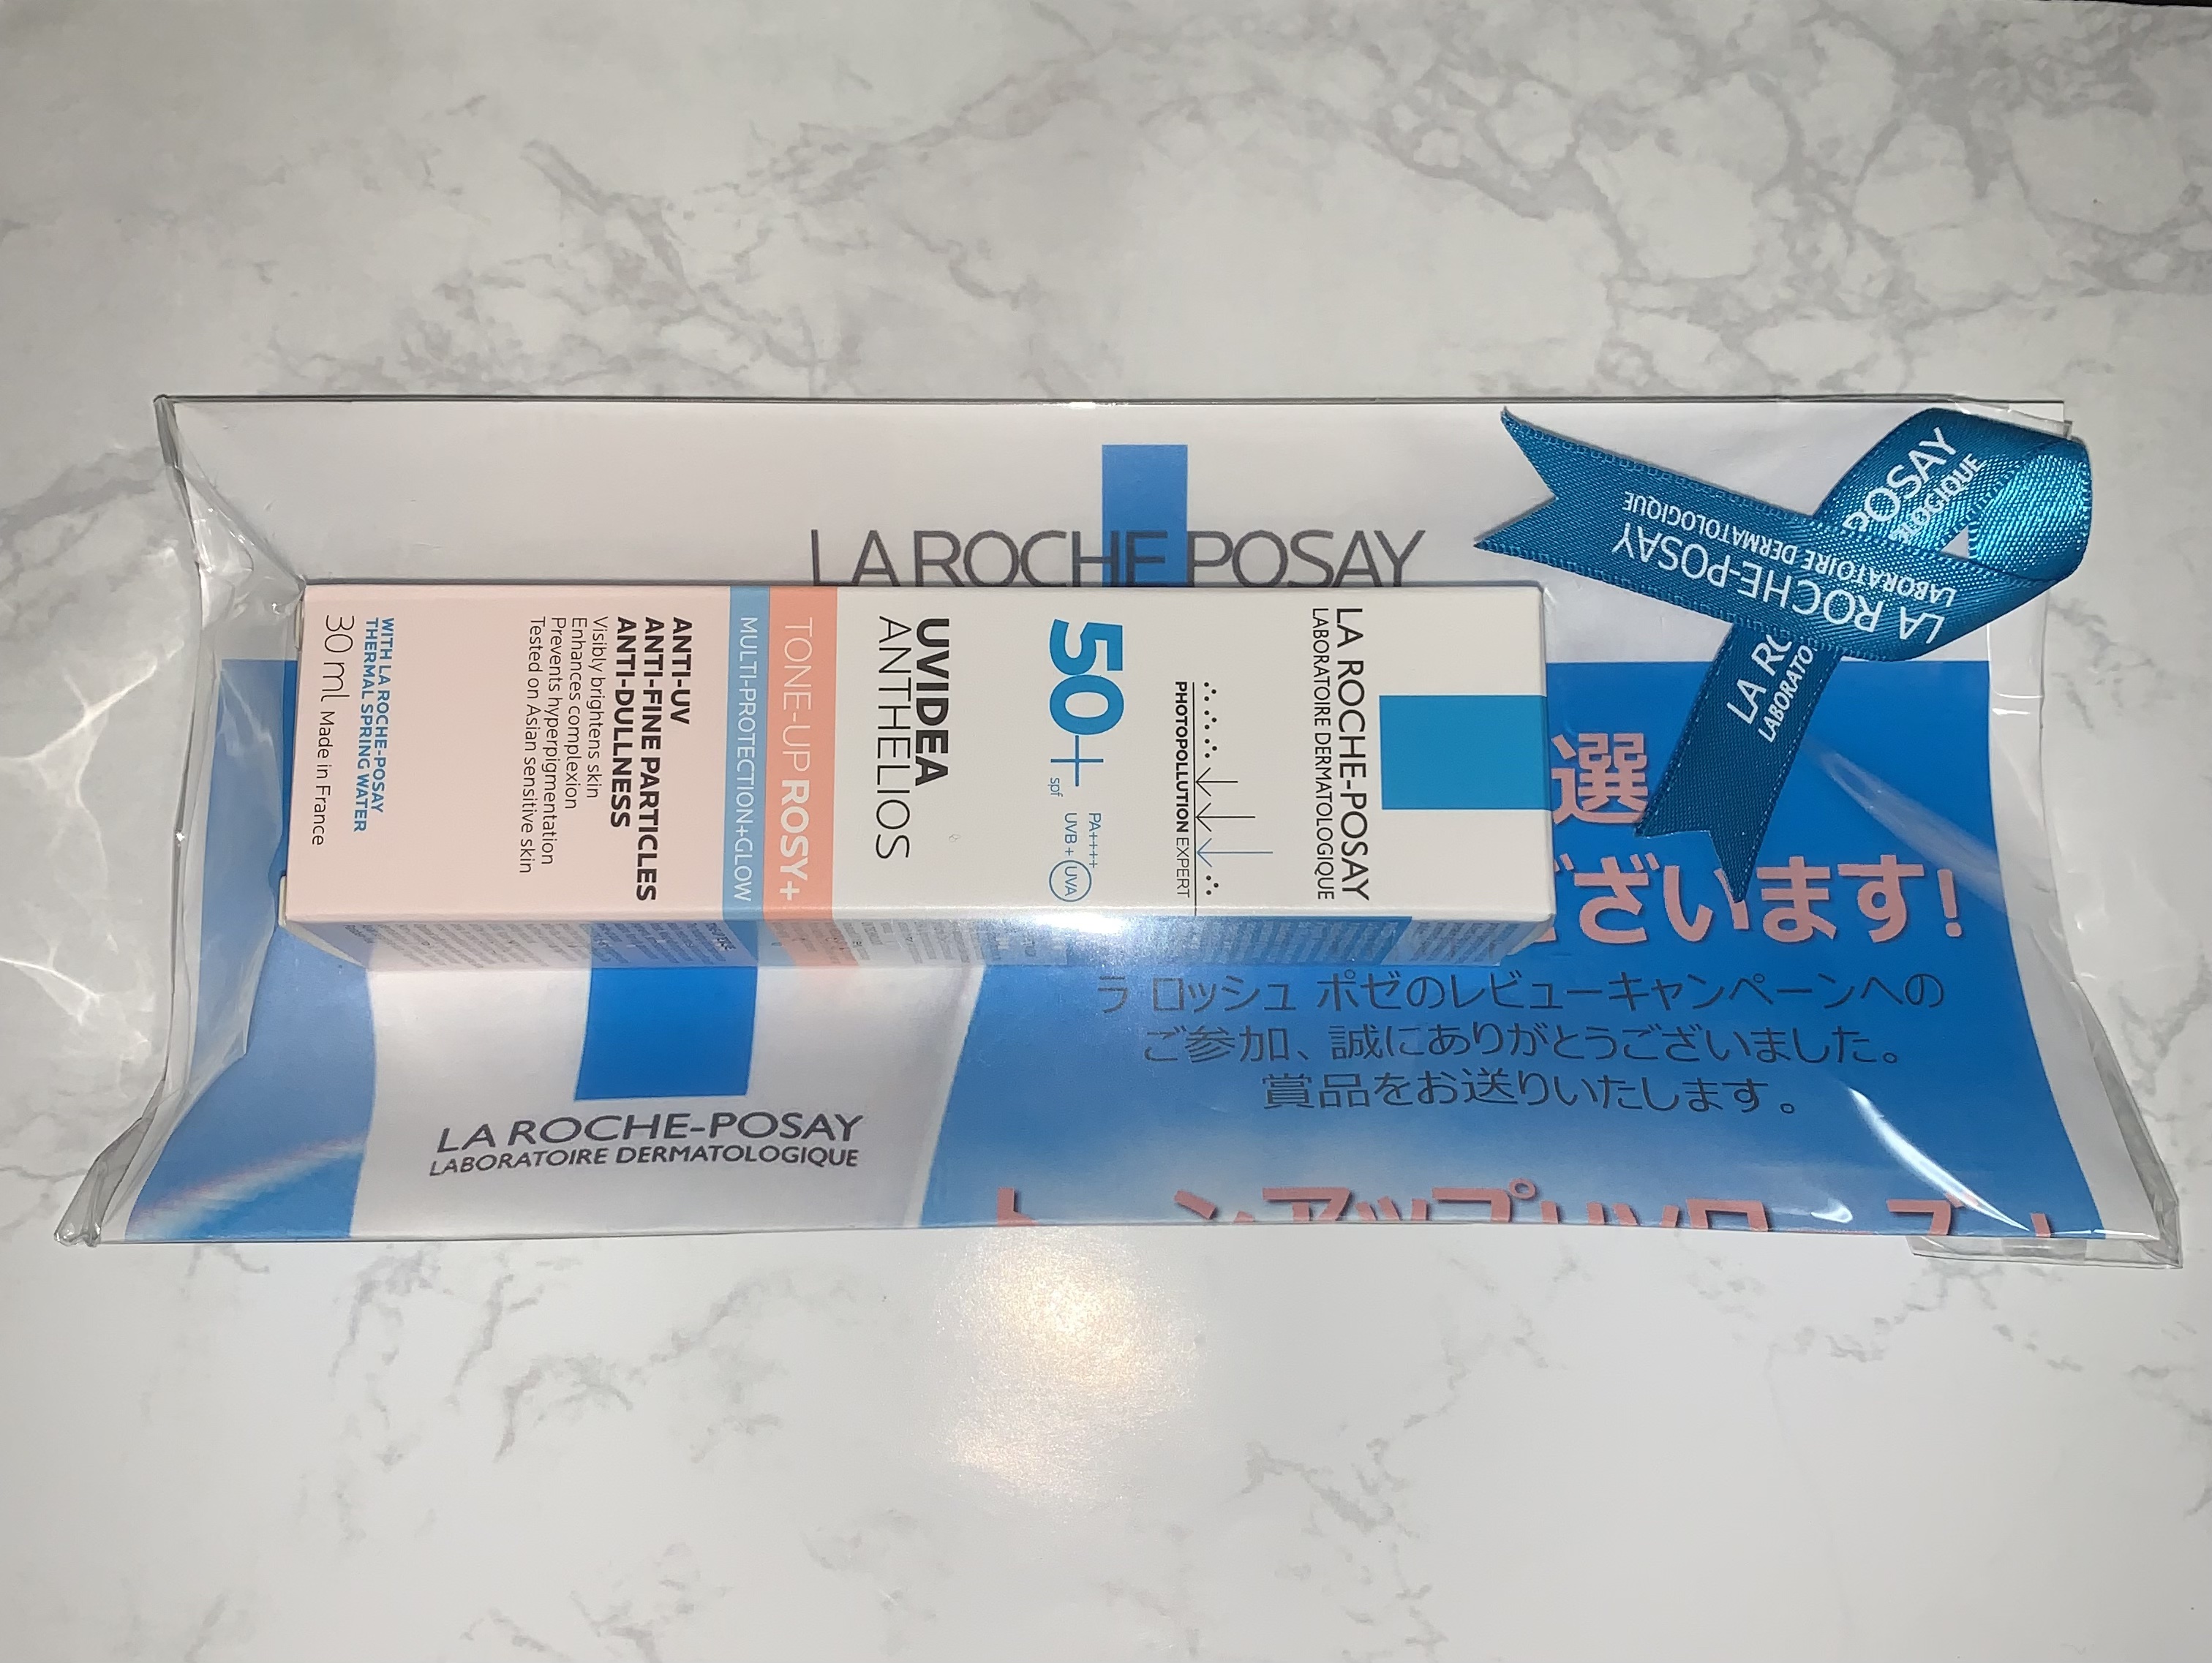 LA ROCHE POSAY
LA ROCHE-POSAY
LABORATOIRE DERMATOLOGIQUE
PHOTOPOLLUTION EXPERT
50+
spf
PA++++
UVB+ UVA
UVIDEA
ANTHELIOS
TONE-UP ROSY+
MULTI-PROTECTION+GLOW
ANTI-UV
ANTI-FINE PARTICLES
ANTI-DULLNESS
Visibly brightens skin
Enhances complexion
Prevents hyperpigmentation
Tested on Asian sensitive skin
WITH LA ROCHE-POSAY
THERMAL SPRING WATER
30 ml Made in France
POSAY
LA ROCHE-POSAY
LABORATOIRE DERMATOLOGIQUE
LA RO
LABORATO
選
ございます!
ラ ロッシュ ポゼのレビューキャンペーンへの
ご参加、誠にありがとうございました。
賞品をお送りいたします。
LA ROCHE-POSAY
LABORATOIRE DERMATOLOGIQUE